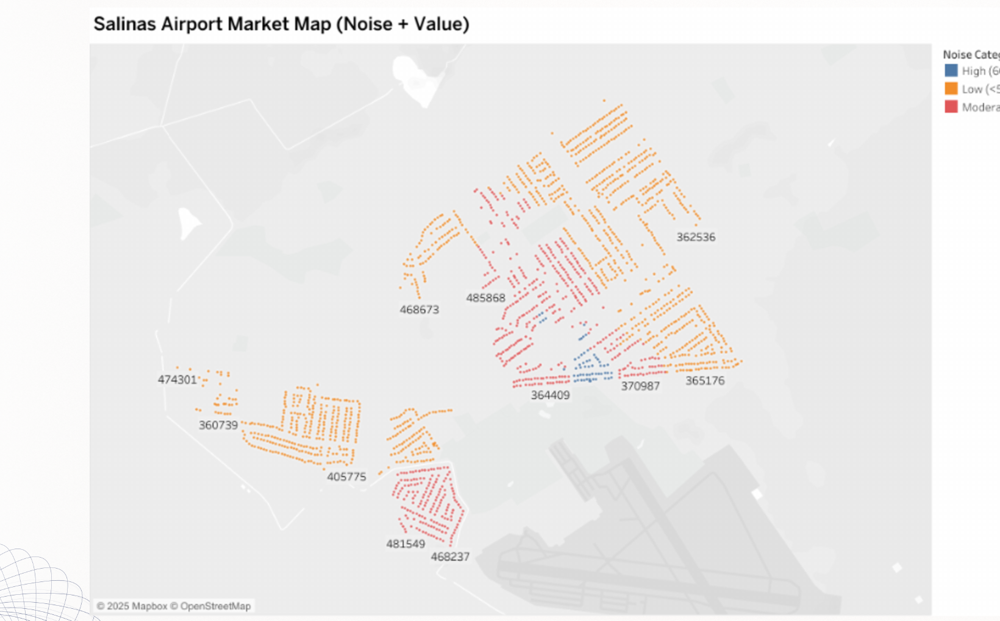 Salinas Airport Market Map (Noise + Value)
Noise Categ
High (60
Low (<5
Modera
362536
485868
468673
474301
365176
370987
364409
360739
405775
481549
468237
© 2025 Mapbox © OpenStreetMap